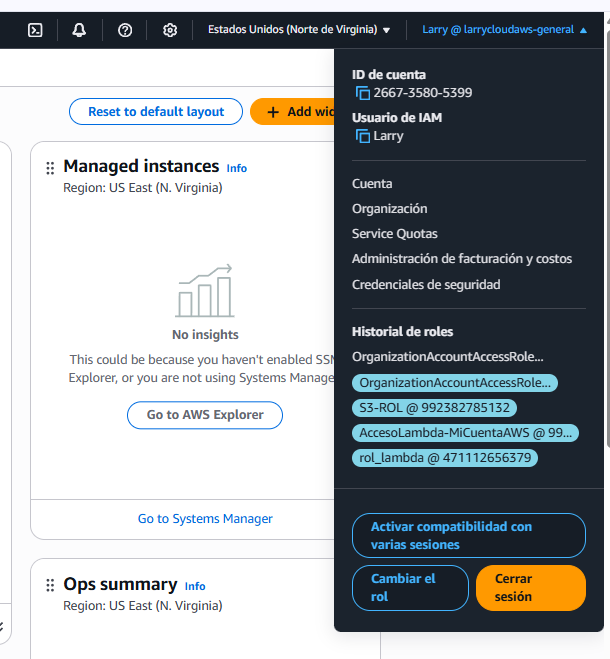 Estados Unidos (Norte de Virginia)
Larry @ larrycloudaws-general
Reset to default layout
+ Add wid
Managed instances Info
Region: US East (N. Virginia)
No insights
This could be because you haven't enabled SSM
Explorer, or you are not using Systems Manage
Go to AWS Explorer
Go to Systems Manager
Ops summary Info
Region: US East (N. Virginia)
ID de cuenta
2667-3580-5399
Usuario de IAM
Larry
Cuenta
Organización
Service Quotas
Administración de facturación y costos
Credenciales de seguridad
Historial de roles
OrganizationAccountAccessRole...
OrganizationAccountAccessRole...
S3-ROL @ 992382785132
AccesoLambda-MiCuentaAWS @ 99...
rol_lambda @ 471112656379
Activar compatibilidad con
varias sesiones
Cambiar el
rol
Cerrar
sesión